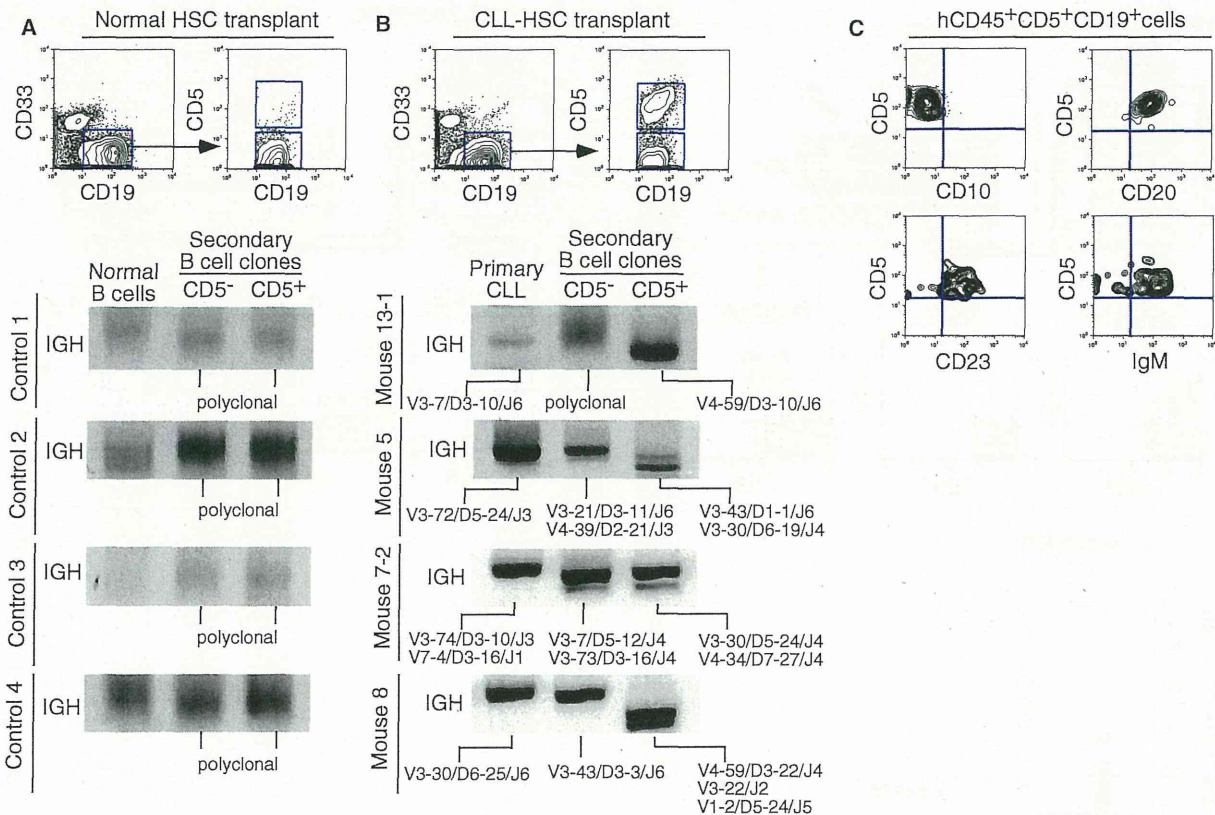 A
Normal HSC transplant
CD33
CD19
CD5
CD19
Normal B cells
Secondary B cell clones
CD5-
CD5+
Control 1
IGH
polyclonal
Control 2
IGH
polyclonal
Control 3
IGH
polyclonal
Control 4
IGH
polyclonal
B
CLL-HSC transplant
CD33
CD19
CD5
CD19
Primary CLL
Secondary B cell clones
CD5-
CD5+
Mouse 13-1
IGH
V3-7/D3-10/J6
polyclonal
V4-59/D3-10/J6
Mouse 5
IGH
V3-72/D5-24/J3
V3-21/D3-11/J6
V4-39/D2-21/J3
V3-43/D1-1/J6
V3-30/D6-19/J4
Mouse 7-2
IGH
V3-74/D3-10/J3
V7-4/D3-16/J1
V3-7/D5-12/J4
V3-73/D3-16/J4
V3-30/D5-24/J4
V4-34/D7-27/J4
Mouse 8
IGH
V3-30/D6-25/J6
V3-43/D3-3/J6
V4-59/D3-22/J4
V3-22/J2
V1-2/D5-24/J5
C
hCD45+CD5+CD19+cells
CD5
CD10
CD5
CD20
CD5
CD23
CD5
IgM